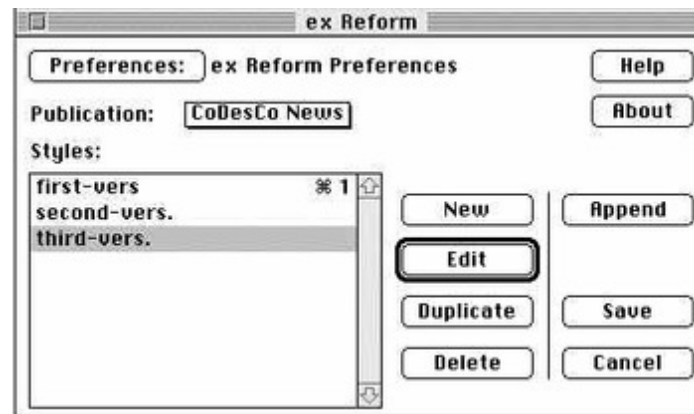 ex Reform
Preferences: ex Reform Preferences Help
Publication: CoDesCo News About
Styles:
first-vers ⌘ 1
second-vers.
third-vers.
New Append
Edit
Duplicate Save
Delete Cancel